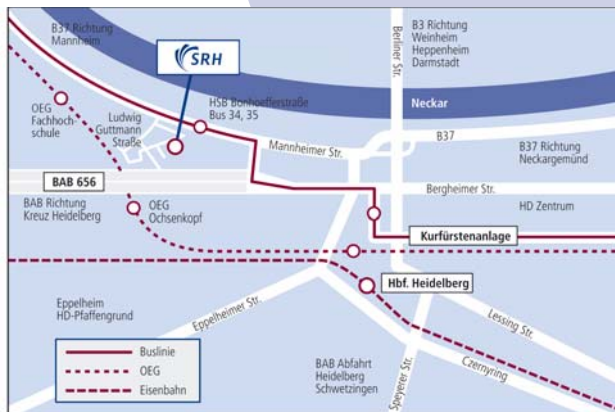 B37 Richtung
Mannheim
SRH
Berliner Str.
B3 Richtung
Weinheim
Heppenheim
Darmstadt
OEG
Fachhoch-
schule
Ludwig
Guttmann
Straße
HSB Bonhoefferstraße
Bus 34, 35
Neckar
Mannheimer Str.
B37
B37 Richtung
Neckargemünd
BAB 656
Bergheimer Str.
BAB Richtung
Kreuz Heidelberg
OEG
Ochsenkopf
HD Zentrum
Kurfürstenanlage
Hbf. Heidelberg
Eppelheim
HD-Pfaffengrund
Eppelheimer Str.
Lessing Str.
Czernyring
Speyerer Str.
BAB Abfahrt
Heidelberg
Schwetzingen
Buslinie
OEG
Eisenbahn